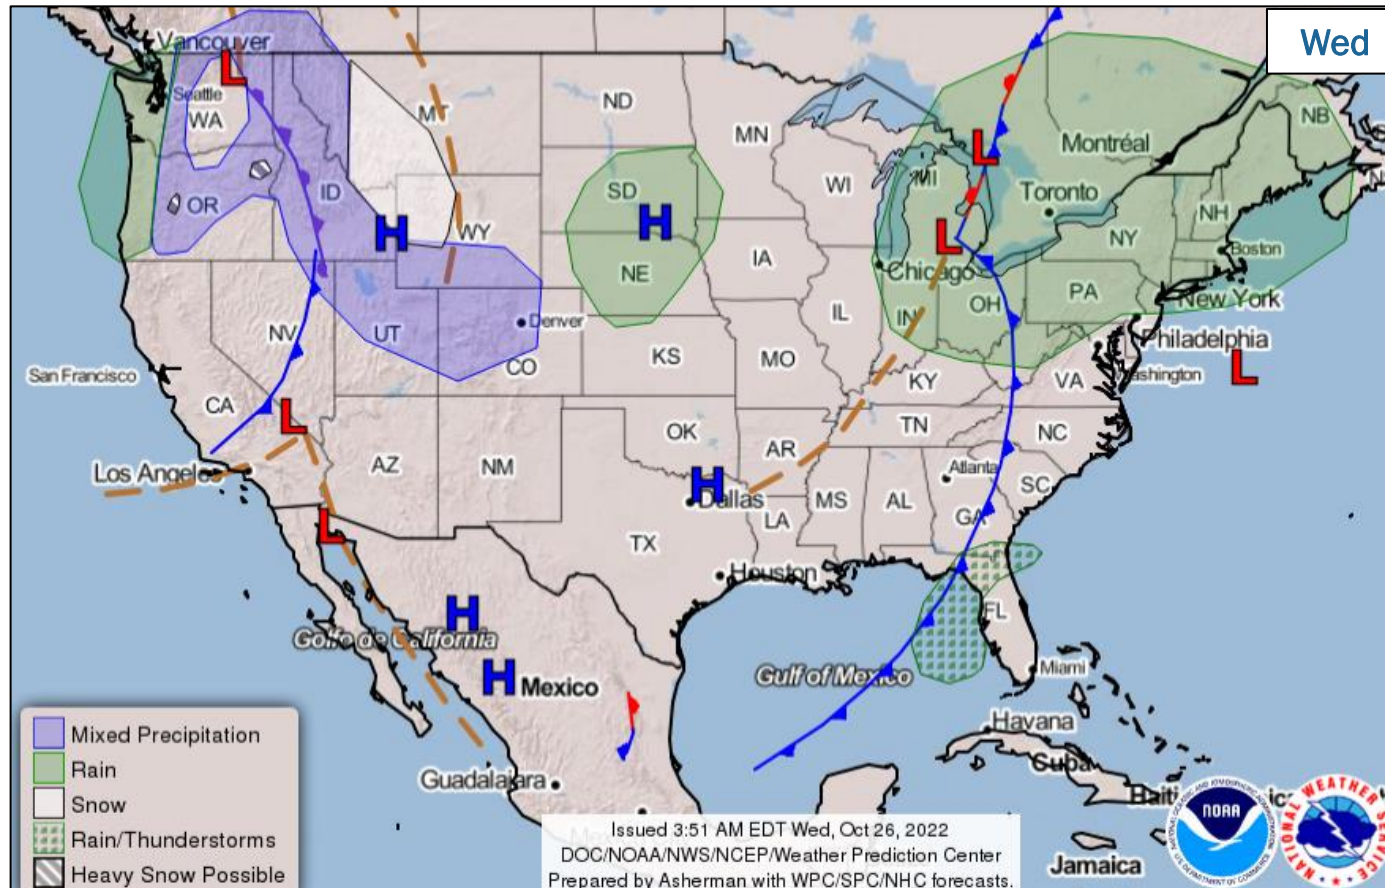 Wed
Vancouver
L
Seattle
WA
MT
ND
MN
Montréal
NB
L
OR
ID
SD
WI
MI
Toronto
NH
H
WY
H
L
NY
Boston
NE
IA
Chicago
NV
UT
Denver
IL
IN
OH
PA
New York
San Francisco
CO
KS
MO
KY
VA
Philadelphia
ashington
L
CA
L
OK
TN
NC
Los Angeles
AZ
NM
AR
Atlanta
SC
H
Dallas
LA
MS
AL
GA
L
TX
Houston
H
FL
Golfo de California
H
Mexico
Gulf of Mexico
Miami
Havana
Cuba
Guadalajara
Haiti
Jamaica
Mixed Precipitation
Rain
Snow
Rain/Thunderstorms
Heavy Snow Possible
Issued 3:51 AM EDT Wed, Oct 26, 2022
DOC/NOAA/NWS/NCEP/Weather Prediction Center
Prepared by Asherman with WPC/SPC/NHC forecasts.
NOAA
NATIONAL WEATHER SERVICE